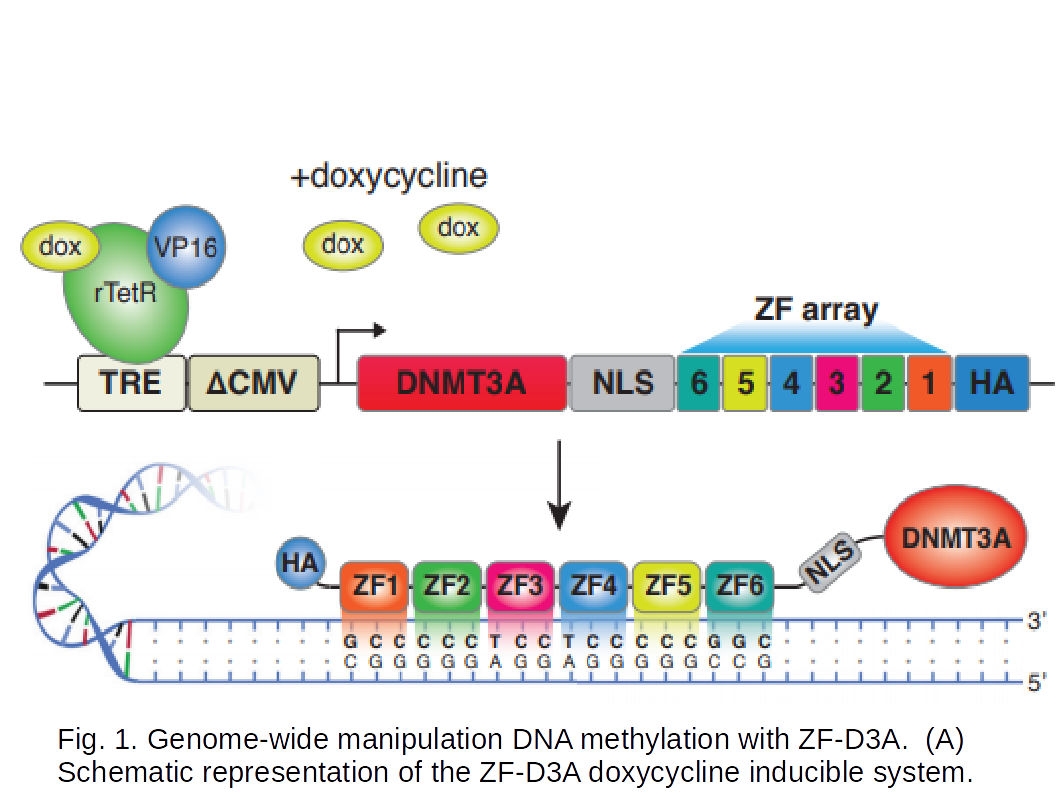 +doxycycline
dox
VP16
dox
dox
rTetR
ZF array
TRE
ΔCMV
DNMT3A
NLS
6 5 4 3 2 1
HA
HA
ZF1 ZF2 ZF3 ZF4 ZF5 ZF6
NLS
DNMT3A
3'
G C C C C C T C C T C C C C C G G C
C G G G G G A G G A G G G G G C C G
5'
Fig. 1. Genome-wide manipulation DNA methylation with ZF-D3A. (A)
Schematic representation of the ZF-D3A doxycycline inducible system.